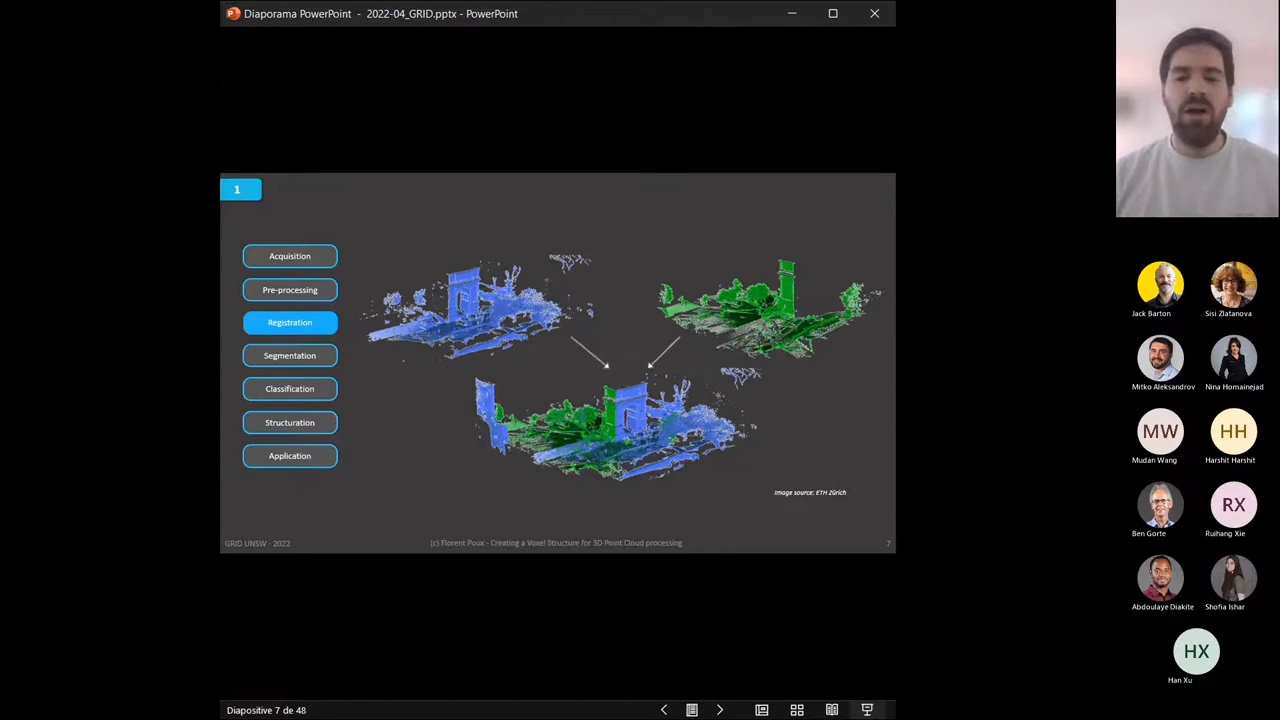 Diaporama PowerPoint - 2022-04_GRID.pptx - PowerPoint
1
Acquisition
Pre-processing
Registration
Segmentation
Classification
Structuration
Application
Image source: ETH Zürich
GRID UNSW - 2022
(c) Florent Poux - Creating a Voxel Structure for 3D Point Cloud processing
7
Diapositive 7 de 48
Jack Barton
Sisi Zlatanova
Mitko Aleksandrov
Nina Homainejad
MW
HH
Mudan Wang
Harshit Harshit
RX
Ben Gorte
Ruihang Xie
Abdoulaye Diakite
Shofia Ishar
HX
Han Xu